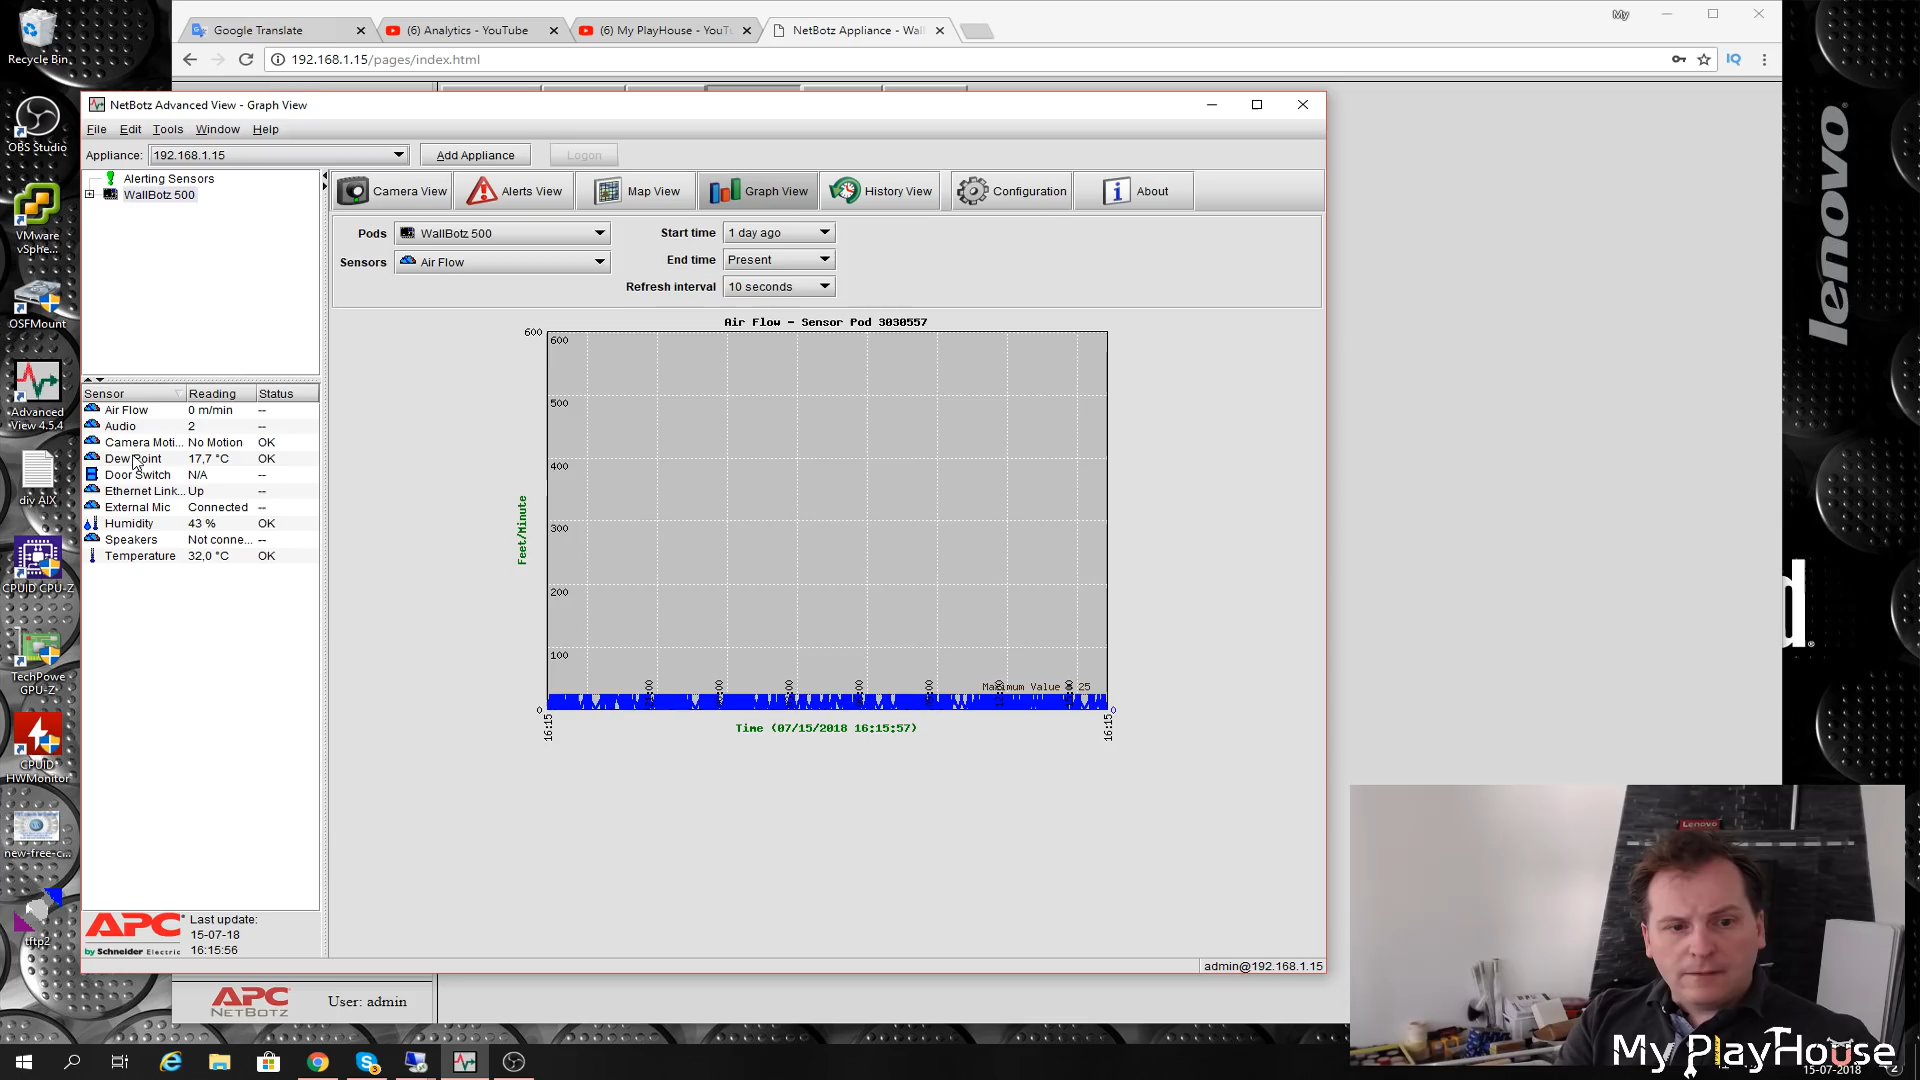 Recycle Bin
OBS Studio
VMware
vSphe...
OSFMount
Advanced
View 4.5.4
div AIX
CPUID CPU-Z
TechPowe
GPU-Z
CPUID
HWMonitor
new-free-c...
tftp2
Google Translate
(6) Analytics - YouTube
(6) My PlayHouse - YouTu
NetBotz Appliance - Wall
My
192.168.1.15/pages/index.html
IQ
NetBotz Advanced View - Graph View
File Edit Tools Window Help
Appliance: 192.168.1.15 Add Appliance Logon
Alerting Sensors
WallBotz 500
Camera View Alerts View Map View Graph View History View Configuration About
Pods WallBotz 500 Start time 1 day ago
Sensors Air Flow End time Present
Refresh interval 10 seconds
Sensor Reading Status
Air Flow 0 m/min --
Audio 2 --
Camera Moti... No Motion OK
Dew Point 17,7 °C OK
Door Switch N/A --
Ethernet Link... Up --
External Mic Connected --
Humidity 43 % OK
Speakers Not conne... --
Temperature 32,0 °C OK
Air Flow - Sensor Pod 3030557
600
600
500
400
300
200
100
0
Feet/Minute
Maximum Value = 25
0
16:15
16:15
Time (07/15/2018 16:15:57)
APC
by Schneider Electric
Last update:
15-07-18
16:15:56
admin@192.168.1.15
APC
NETBOTZ
User: admin
lenovo
Lenovo
My PlayHouse
15-07-2018